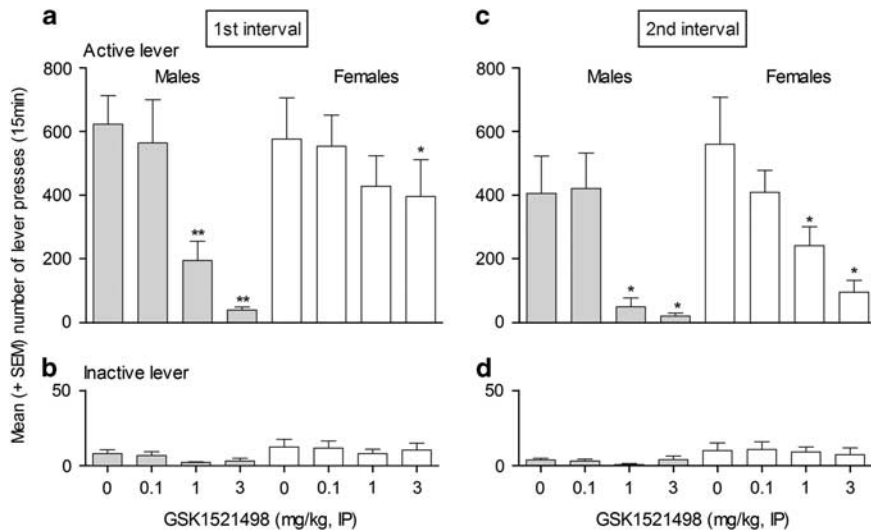 a
1st interval
c
2nd interval
Active lever
Males
Females
Males
Females
800
600
400
200
0
**
**
*
800
600
400
200
0
*
*
*
*
Mean (+ SEM) number of lever presses (15min)
b
Inactive lever
d
50
0
50
0
0 0.1 1 3 0 0.1 1 3
0 0.1 1 3 0 0.1 1 3
GSK1521498 (mg/kg, IP)
GSK1521498 (mg/kg, IP)